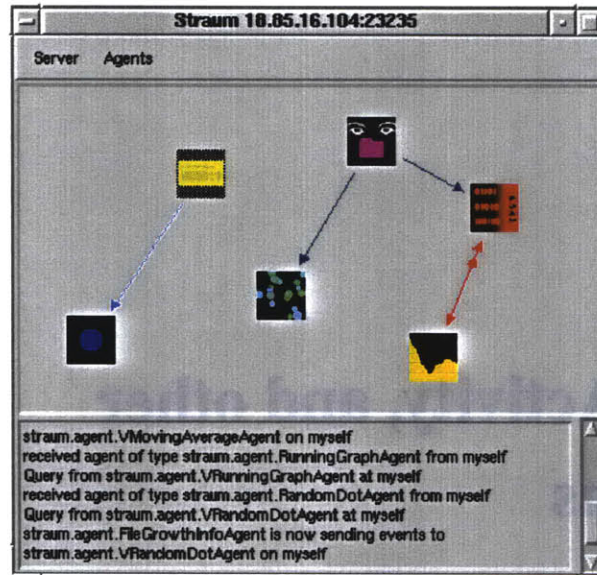 Straum 18.85.16.104:23235
Server Agents
straum.agent.VMovingAverageAgent on myself
received agent of type straum.agent.RunningGraphAgent from myself
Query from straum.agent.VRunningGraphAgent at myself
received agent of type straum.agent.RandomDotAgent from myself
Query from straum.agent.VRandomDotAgent at myself
straum.agent.FileGrowthInfoAgent is now sending events to
straum.agent.VRandomDotAgent on myself